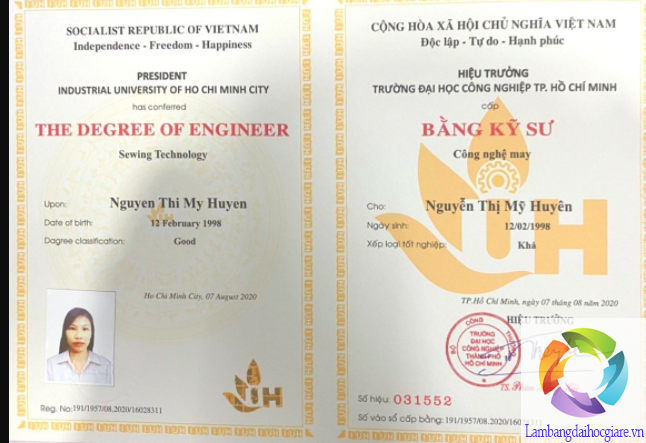 SOCIALIST REPUBLIC OF VIETNAM
Independence - Freedom - Happiness
PRESIDENT
INDUSTRIAL UNIVERSITY OF HO CHI MINH CITY
has conferred
THE DEGREE OF ENGINEER
Sewing Technology
Upon: Nguyen Thi My Huyen
Date of birth: 12 February 1998
Dagree classification: Good
Ho Chi Minh City, 07 August 2020
UH
Reg. No:191/1957/08.2020/16028311
CỘNG HÒA XÃ HỘI CHỦ NGHĨA VIỆT NAM
Độc lập - Tự do - Hạnh phúc
HIỆU TRƯỞNG
TRƯỜNG ĐẠI HỌC CÔNG NGHIỆP TP. HỒ CHÍ MINH
cấp
BẰNG KỸ SƯ
Công nghệ may
Cho: Nguyễn Thị Mỹ Huyên
Ngày sinh: 12/02/1998
Xếp loại tốt nghiệp: Khá
UH
TP.Hồ Chí Minh, ngày 07 tháng 08 năm 2020
HIỆU TRƯỞNG
BỘ CÔNG THƯƠNG
TRƯỜNG
ĐẠI HỌC
CÔNG NGHIỆP
THÀNH PHỐ
HỒ CHÍ MINH
TS.
Số hiệu: 031552
Số vào sổ cấp bằng: 191/1957/08.2020/160
Lambangdaihocgiare.vn